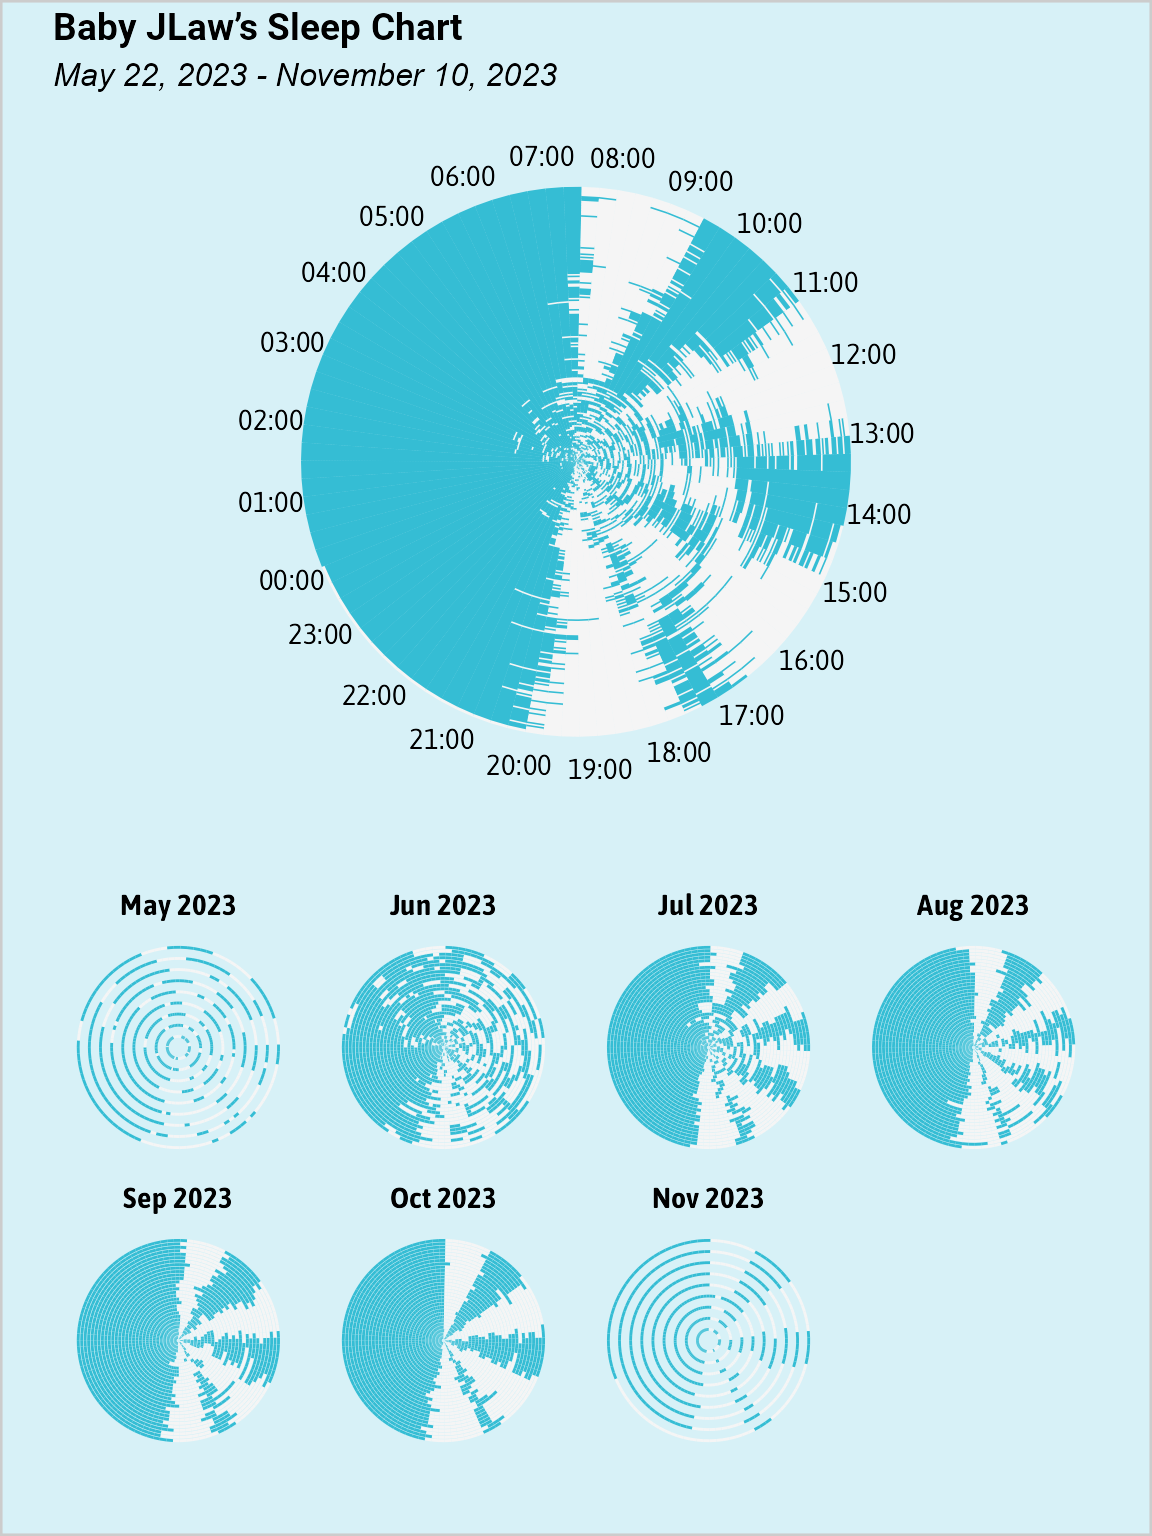 Baby JLaw’s Sleep Chart
May 22, 2023 - November 10, 2023
07:00
08:00
06:00
09:00
05:00
10:00
04:00
11:00
03:00
12:00
02:00
13:00
01:00
14:00
00:00
15:00
23:00
16:00
22:00
17:00
21:00
18:00
20:00
19:00
May 2023
Jun 2023
Jul 2023
Aug 2023
Sep 2023
Oct 2023
Nov 2023